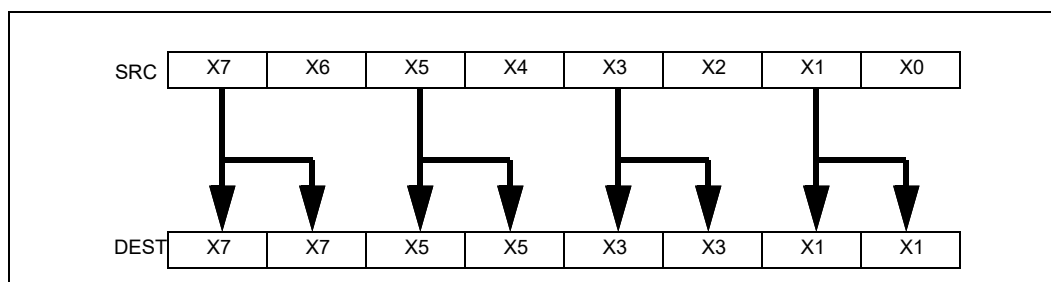 SRC X7 X6 X5 X4 X3 X2 X1 X0
DEST X7 X7 X5 X5 X3 X3 X1 X1